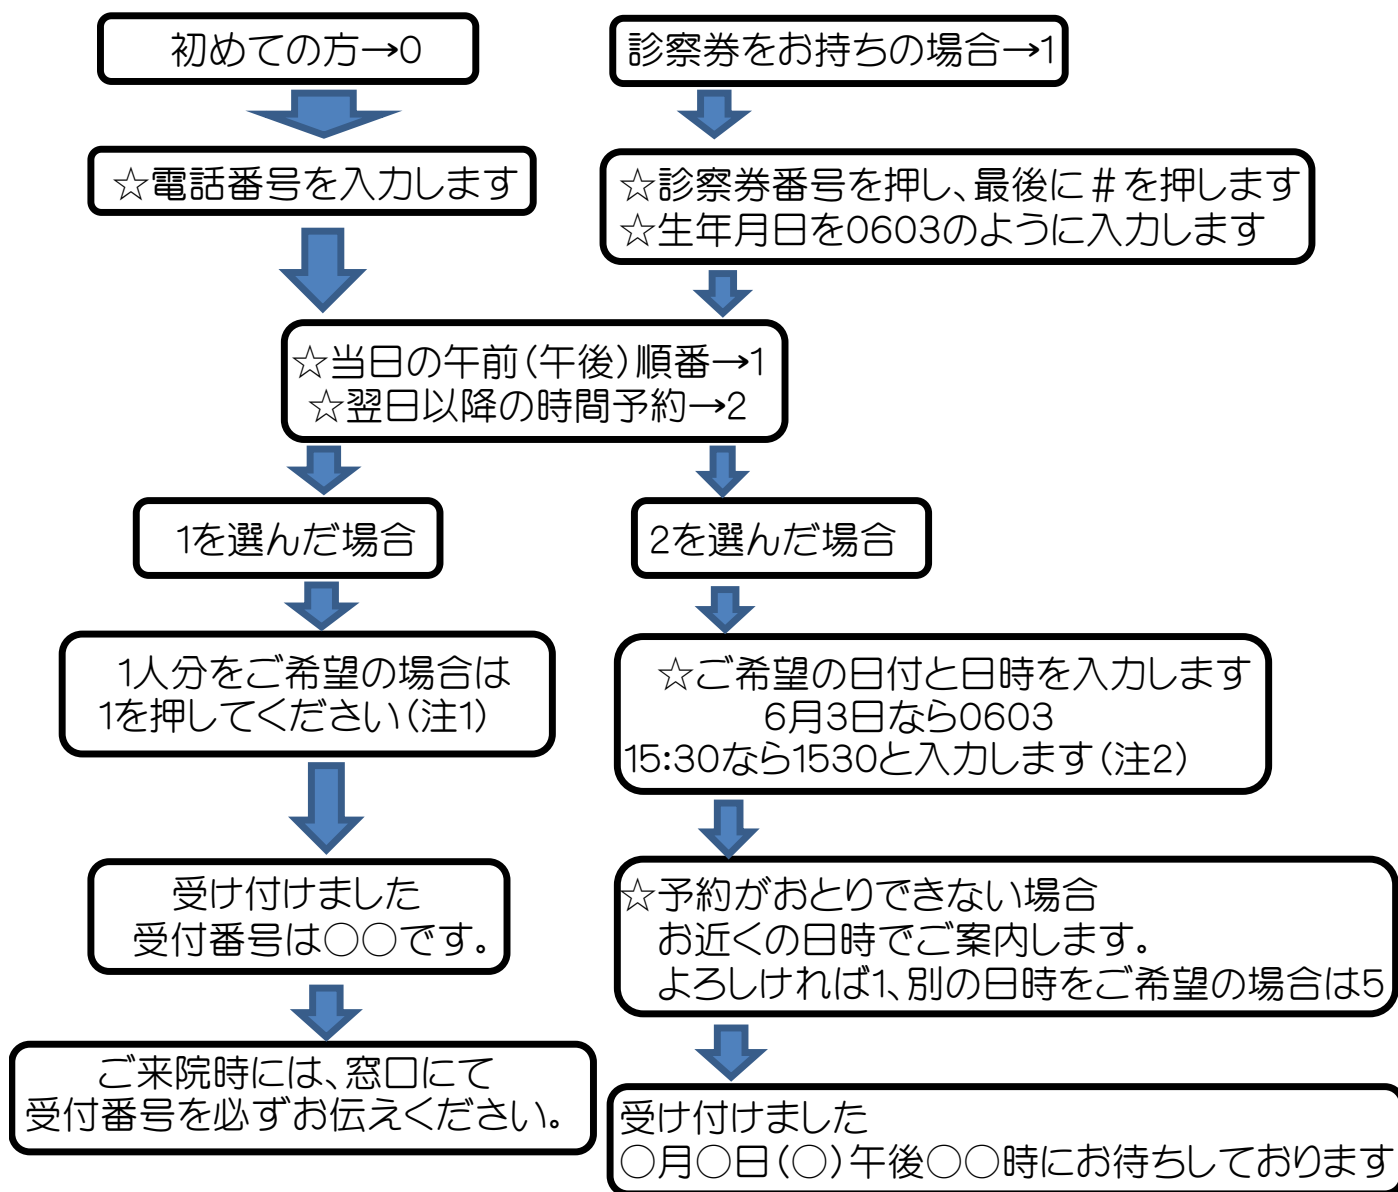 初めての方→0
診察券をお持ちの場合→1
☆電話番号を入力します
☆診察券番号を押し、最後に＃を押します
☆生年月日を0603のように入力します
☆当日の午前(午後)順番→1
☆翌日以降の時間予約→2
1を選んだ場合
2を選んだ場合
1人分をご希望の場合は
1を押してください(注1)
☆ご希望の日付と日時を入力します
6月3日なら0603
15:30なら1530と入力します(注2)
受け付けました
受付番号は○○です。
☆予約がおとりできない場合
お近くの日時でご案内します。
よろしければ1、別の日時をご希望の場合は5
ご来院時には、窓口にて
受付番号を必ずお伝えください。
受け付けました
○月○日(○)午後○○時にお待ちしております